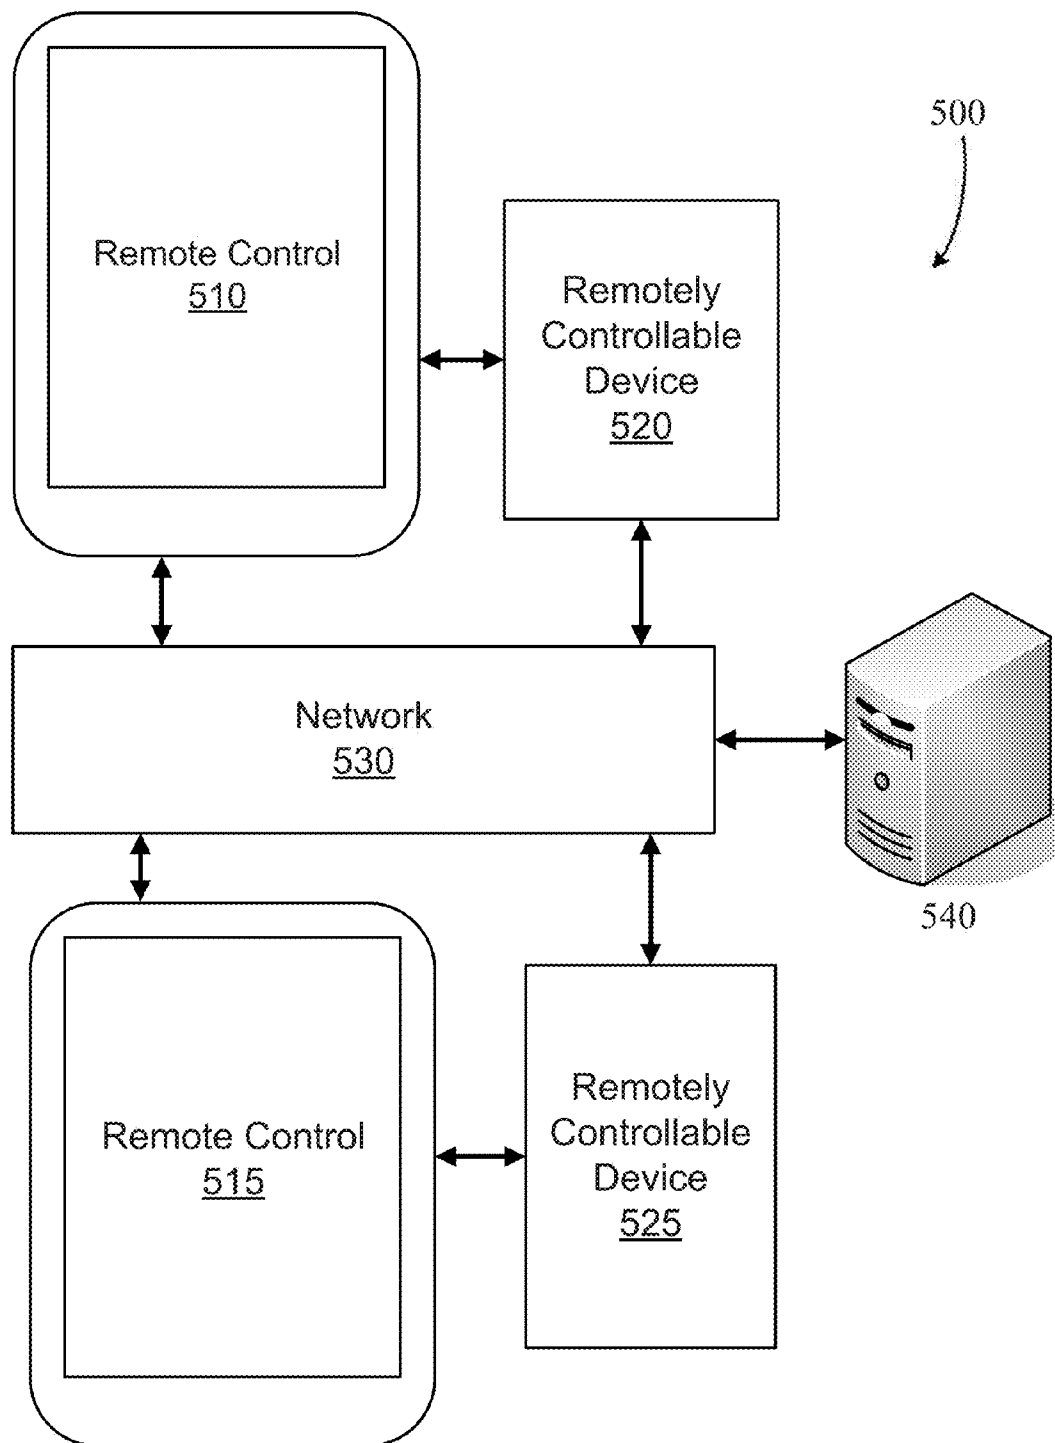 500
Remote Control
510
Remotely
Controllable
Device
520
Network
530
540
Remote Control
515
Remotely
Controllable
Device
525